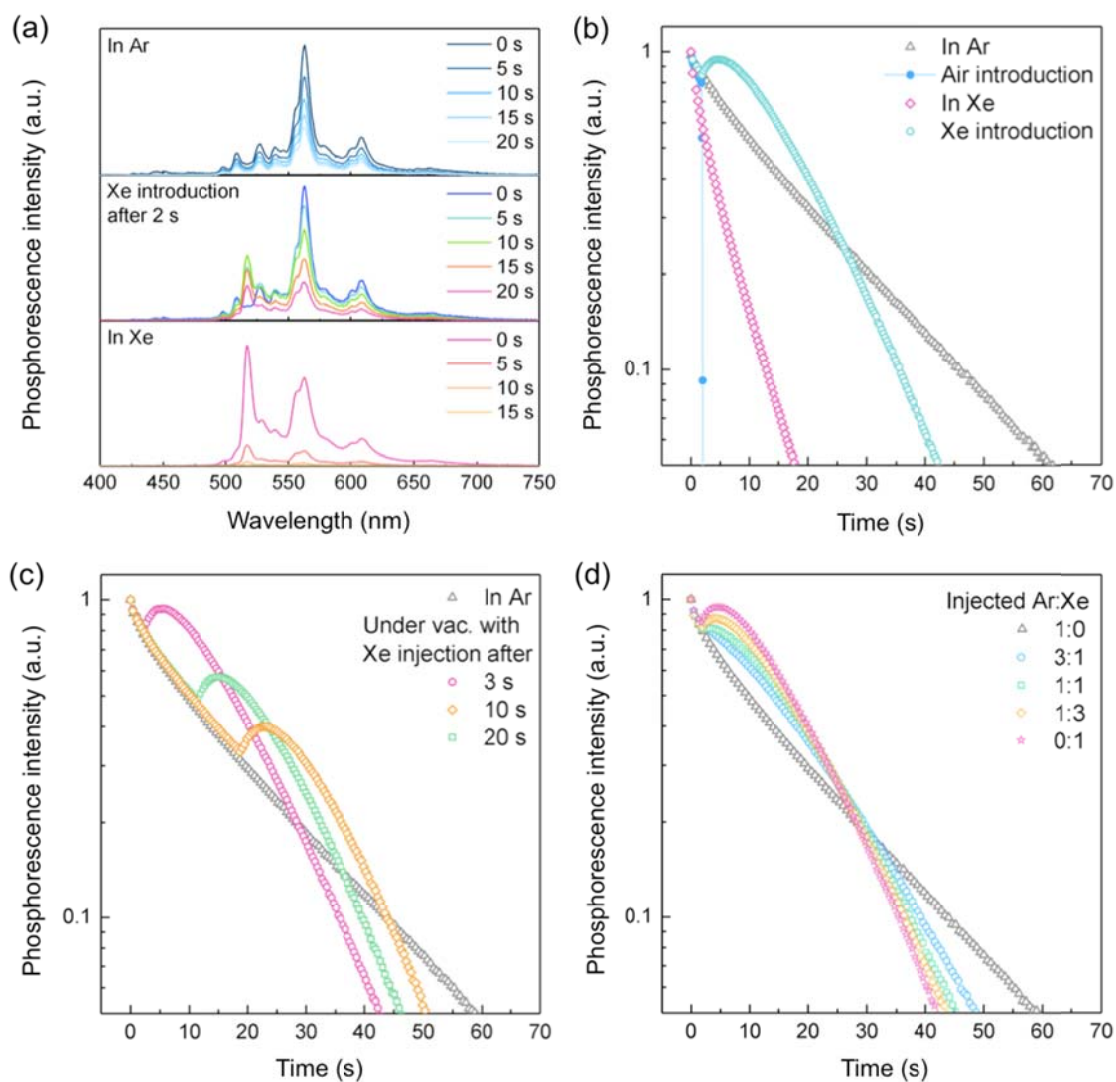 (a)
In Ar
0 s
5 s
10 s
15 s
20 s
Xe introduction
after 2 s
0 s
5 s
10 s
15 s
20 s
In Xe
0 s
5 s
10 s
15 s
Phosphorescence intensity (a.u.)
400 450 500 550 600 650 700 750
Wavelength (nm)
(b)
In Ar
Air introduction
In Xe
Xe introduction
Phosphorescence intensity (a.u.)
1
0.1
0 10 20 30 40 50 60 70
Time (s)
(c)
In Ar
Under vac. with
Xe injection after
3 s
10 s
20 s
Phosphorescence intensity (a.u.)
1
0.1
0 10 20 30 40 50 60 70
Time (s)
(d)
Injected Ar:Xe
1:0
3:1
1:1
1:3
0:1
Phosphorescence intensity (a.u.)
1
0.1
0 10 20 30 40 50 60 70
Time (s)